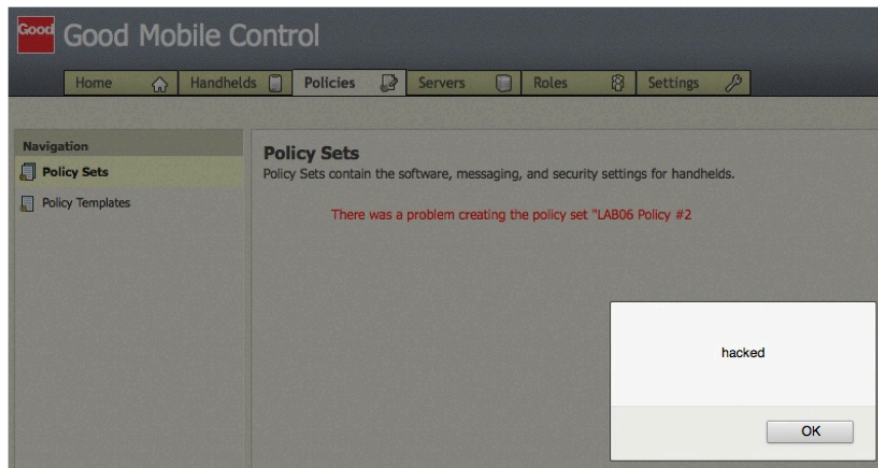 Good Good Mobile Control
Home Handhelds Policies Servers Roles Settings
Navigation
Policy Sets
Policy Templates
Policy Sets
Policy Sets contain the software, messaging, and security settings for handhelds.
There was a problem creating the policy set "LAB06 Policy #2
hacked
OK